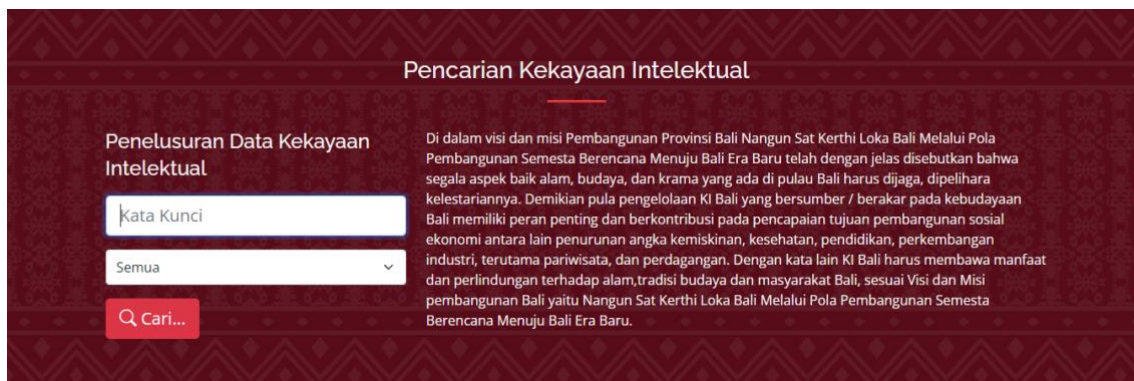 Pencarian Kekayaan Intelektual
Penelusuran Data Kekayaan
Intelektual
Kata Kunci
Semua
Cari...
Di dalam visi dan misi Pembangunan Provinsi Bali Nangun Sat Kerthi Loka Bali Melalui Pola
Pembangunan Semesta Berencana Menuju Bali Era Baru telah dengan jelas disebutkan bahwa
segala aspek baik alam, budaya, dan krama yang ada di pulau Bali harus dijaga, dipelihara
kelestariannya. Demikian pula pengelolaan KI Bali yang bersumber / berakar pada kebudayaan
Bali memiliki peran penting dan berkontribusi pada pencapaian tujuan pembangunan sosial
ekonomi antara lain penurunan angka kemiskinan, kesehatan, pendidikan, perkembangan
industri, terutama pariwisata, dan perdagangan. Dengan kata lain KI Bali harus membawa manfaat
dan perlindungan terhadap alam,tradisi budaya dan masyarakat Bali, sesuai Visi dan Misi
pembangunan Bali yaitu Nangun Sat Kerthi Loka Bali Melalui Pola Pembangunan Semesta
Berencana Menuju Bali Era Baru.